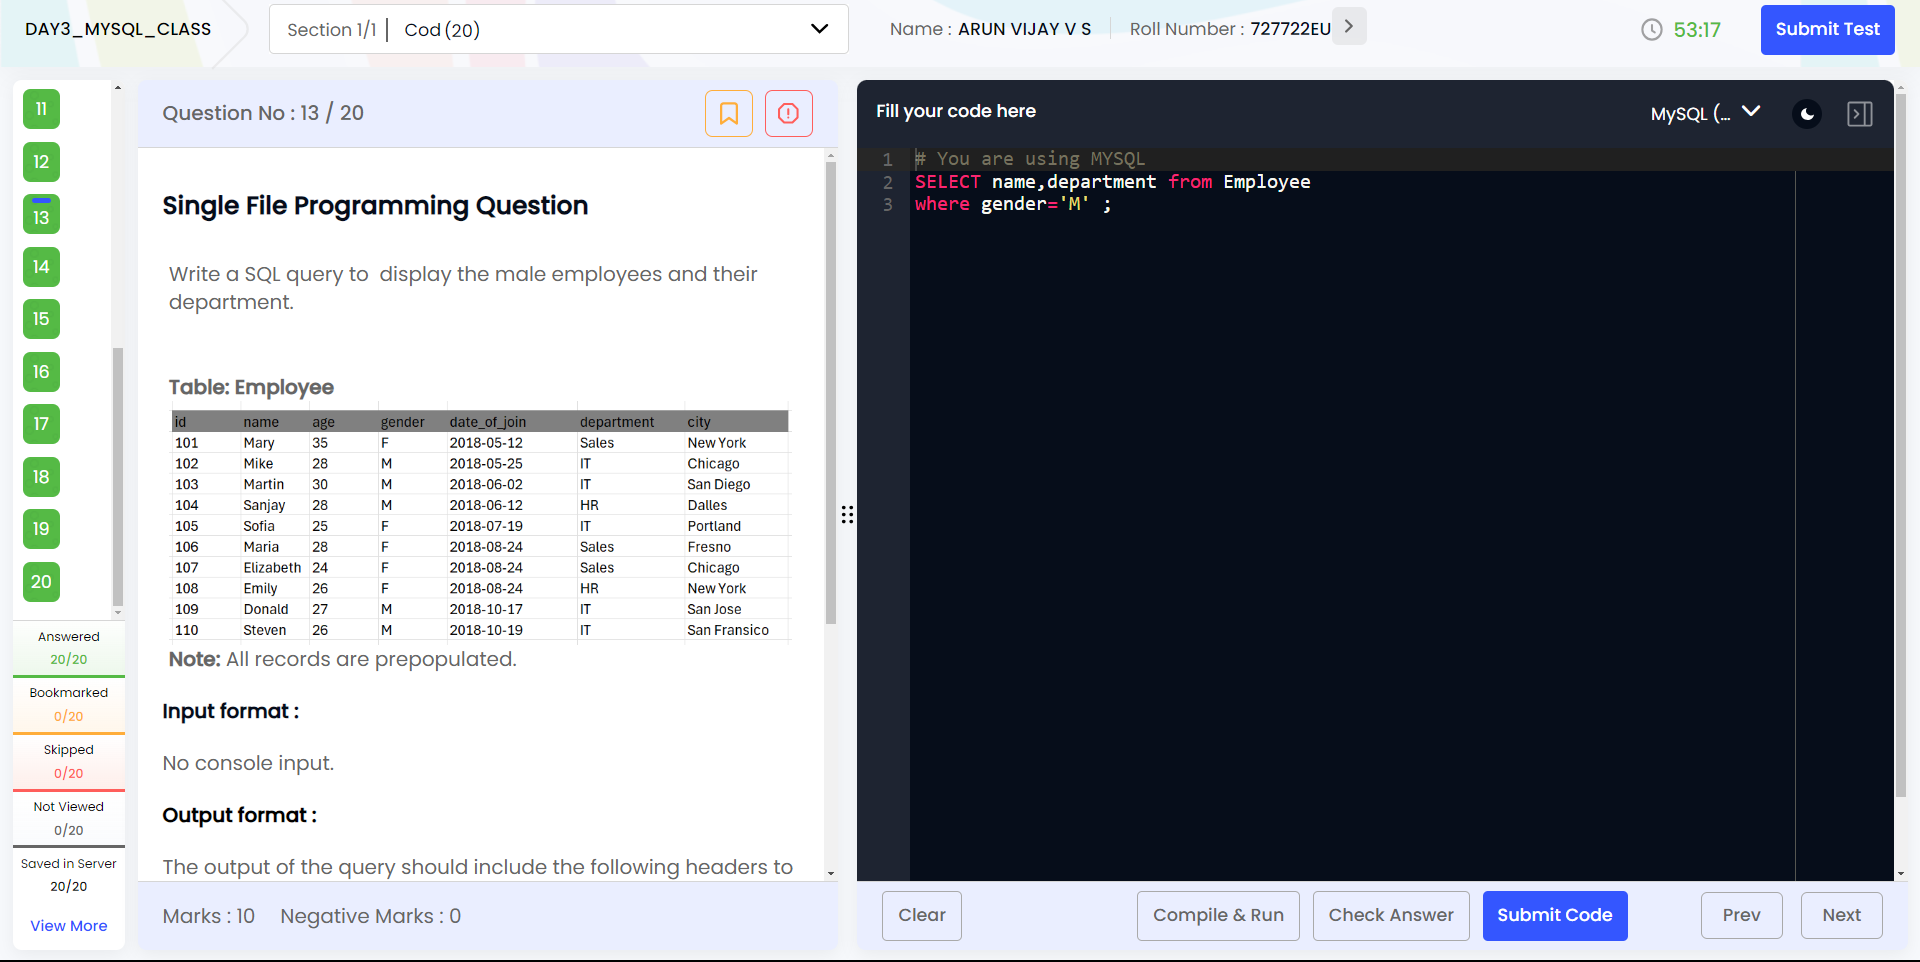 DAY3_MYSQL_CLASS
Section 1/1 | Cod (20)
Name : ARUN VIJAY V S
Roll Number : 727722EU
53:17
Submit Test
11
12
13
14
15
16
17
18
19
20
Answered
20/20
Bookmarked
0/20
Skipped
0/20
Not Viewed
0/20
Saved in Server
20/20
View More
Question No : 13 / 20
Single File Programming Question
Write a SQL query to display the male employees and their
department.
Table: Employee
id name age gender date_of_join department city
101 Mary 35 F 2018-05-12 Sales New York
102 Mike 28 M 2018-05-25 IT Chicago
103 Martin 30 M 2018-06-02 IT San Diego
104 Sanjay 28 M 2018-06-12 HR Dalles
105 Sofia 25 F 2018-07-19 IT Portland
106 Maria 28 F 2018-08-24 Sales Fresno
107 Elizabeth 24 F 2018-08-24 Sales Chicago
108 Emily 26 F 2018-08-24 HR New York
109 Donald 27 M 2018-10-17 IT San Jose
110 Steven 26 M 2018-10-19 IT San Fransico
Note: All records are prepopulated.
Input format :
No console input.
Output format :
The output of the query should include the following headers to
Marks : 10 Negative Marks : 0
Fill your code here
MySQL (...
1 # You are using MYSQL
2 SELECT name,department from Employee
3 where gender='M' ;
Clear
Compile & Run
Check Answer
Submit Code
Prev
Next